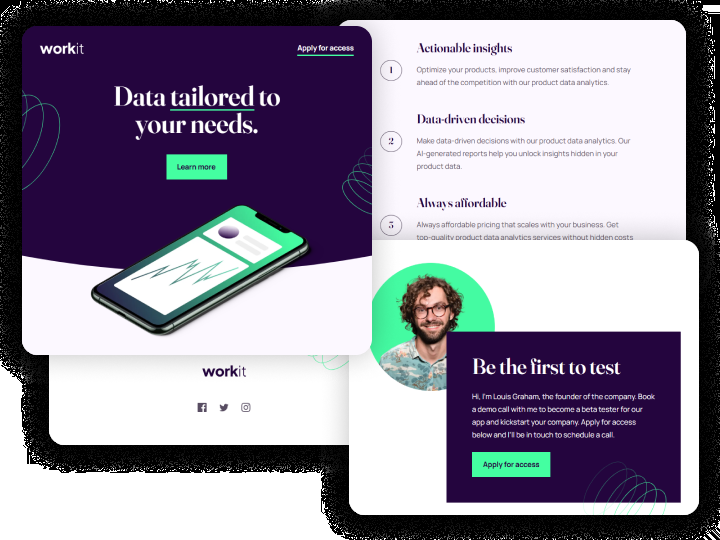 workit
Apply for access
Data tailored to
your needs.
Learn more
Actionable insights
1
Optimize your products, improve customer satisfaction and stay
ahead of the competition with our product data analytics.
Data-driven decisions
2
Make data-driven decisions with our product data analytics. Our
AI-generated reports help you unlock insights hidden in your
product data.
Always affordable
3
Always affordable pricing that scales with your business. Get
top-quality product data analytics services without hidden costs
workit
Be the first to test
Hi, I'm Louis Graham, the founder of the company. Book
a demo call with me to become a beta tester for our
app and kickstart your company. Apply for access
below and I'll be in touch to schedule a call.
Apply for access